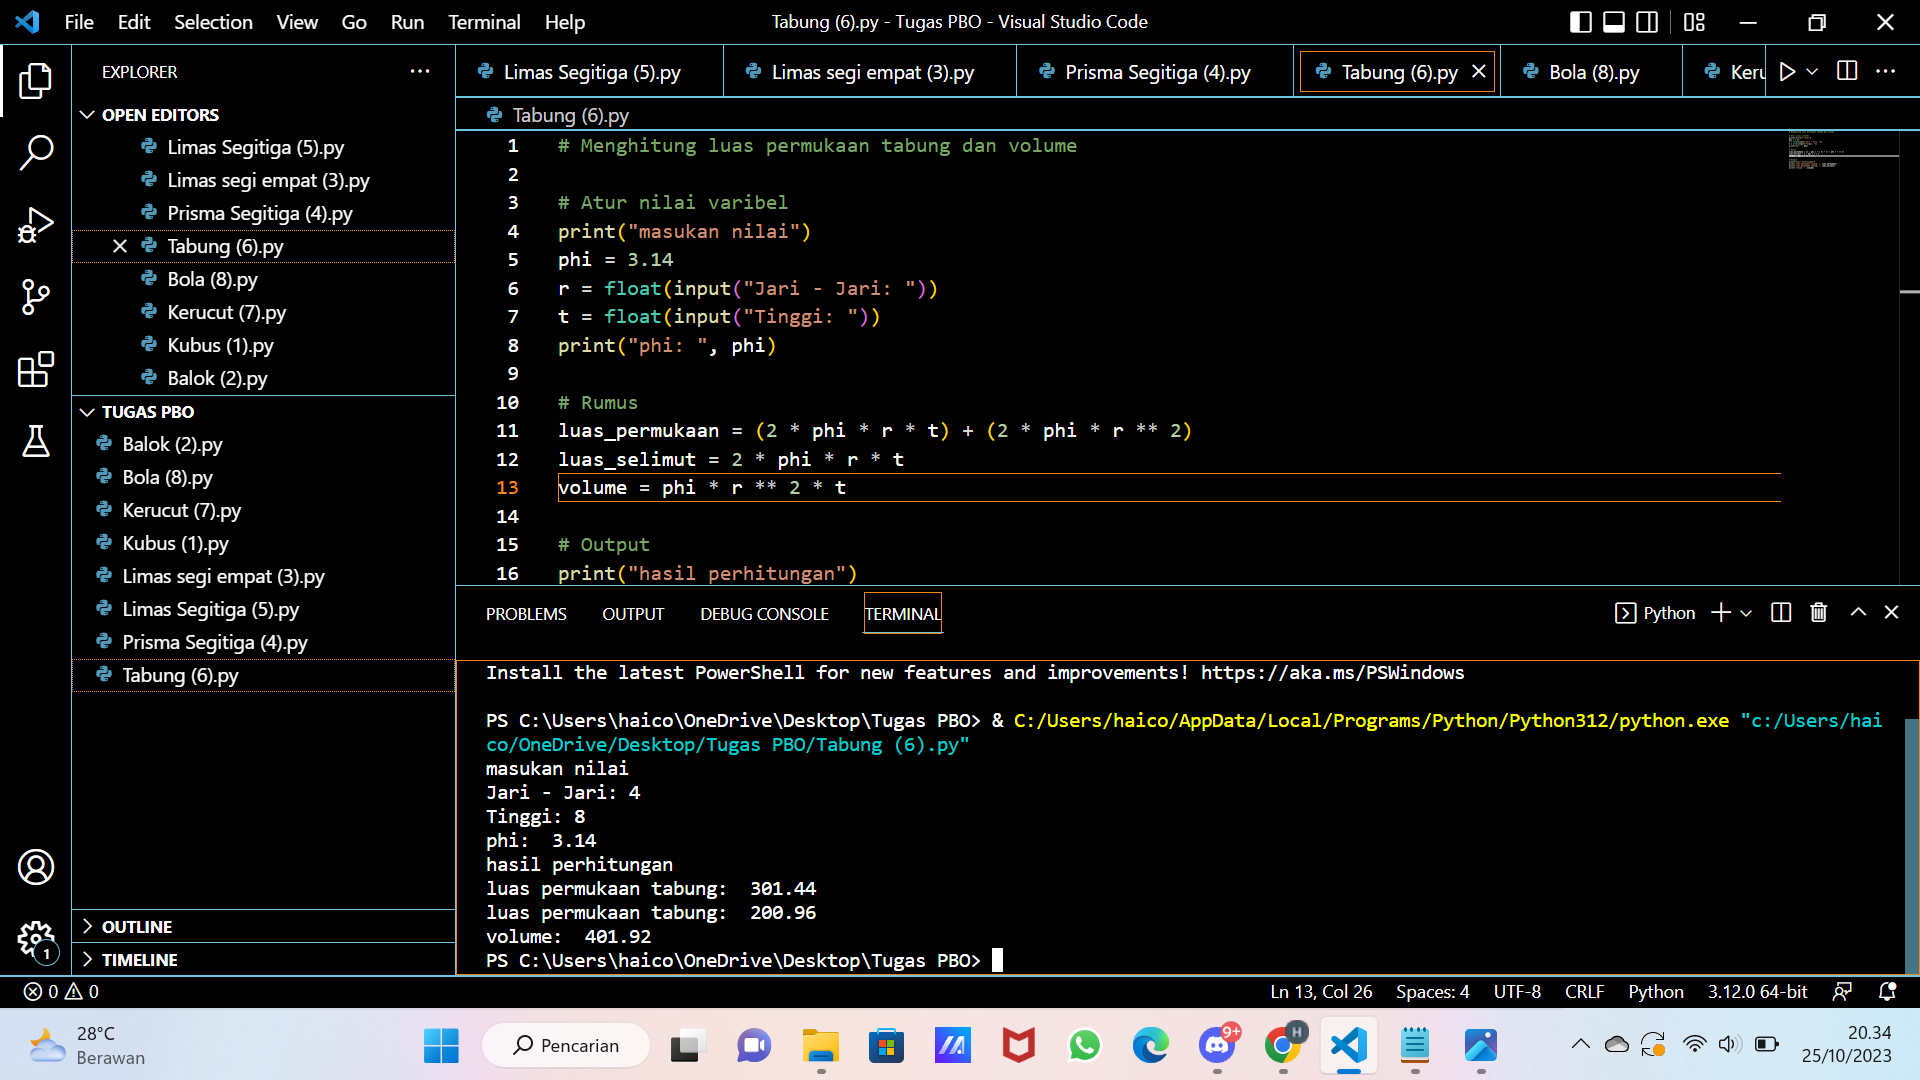 File Edit Selection View Go Run Terminal Help
Tabung (6).py - Tugas PBO - Visual Studio Code
EXPLORER
OPEN EDITORS
Limas Segitiga (5).py
Limas segi empat (3).py
Prisma Segitiga (4).py
Tabung (6).py
Bola (8).py
Kerucut (7).py
Kubus (1).py
Balok (2).py
TUGAS PBO
Balok (2).py
Bola (8).py
Kerucut (7).py
Kubus (1).py
Limas segi empat (3).py
Limas Segitiga (5).py
Prisma Segitiga (4).py
Tabung (6).py
OUTLINE
TIMELINE
1
Limas Segitiga (5).py Limas segi empat (3).py Prisma Segitiga (4).py Tabung (6).py Bola (8).py Keru
Tabung (6).py
1 # Menghitung luas permukaan tabung dan volume
2
3 # Atur nilai varibel
4 print("masukan nilai")
5 phi = 3.14
6 r = float(input("Jari - Jari: "))
7 t = float(input("Tinggi: "))
8 print("phi: ", phi)
9
10 # Rumus
11 luas_permukaan = (2 * phi * r * t) + (2 * phi * r ** 2)
12 luas_selimut = 2 * phi * r * t
13 volume = phi * r ** 2 * t
14
15 # Output
16 print("hasil perhitungan")
PROBLEMS OUTPUT DEBUG CONSOLE TERMINAL
Python
Install the latest PowerShell for new features and improvements! https://aka.ms/PSWindows
PS C:\Users\haico\OneDrive\Desktop\Tugas PBO> & C:/Users/haico/AppData/Local/Programs/Python/Python312/python.exe "c:/Users/hai
co/OneDrive/Desktop/Tugas PBO/Tabung (6).py"
masukan nilai
Jari - Jari: 4
Tinggi: 8
phi:  3.14
hasil perhitungan
luas permukaan tabung:  301.44
luas permukaan tabung:  200.96
volume:  401.92
PS C:\Users\haico\OneDrive\Desktop\Tugas PBO>
0 0
Ln 13, Col 26 Spaces: 4 UTF-8 CRLF Python 3.12.0 64-bit
28°C
Berawan
Pencarian
9+
H
20.34
25/10/2023